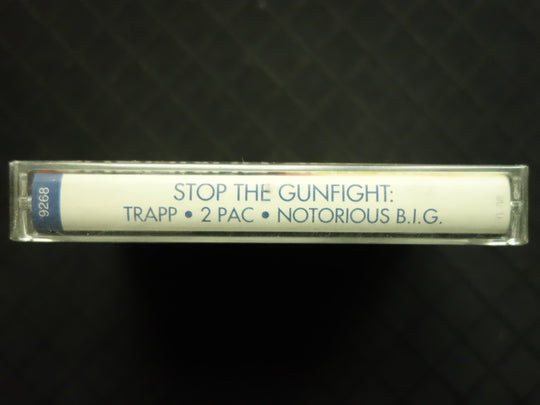 9268
STOP THE GUNFIGHT:
TRAPP • 2 PAC • NOTORIOUS B.I.G.